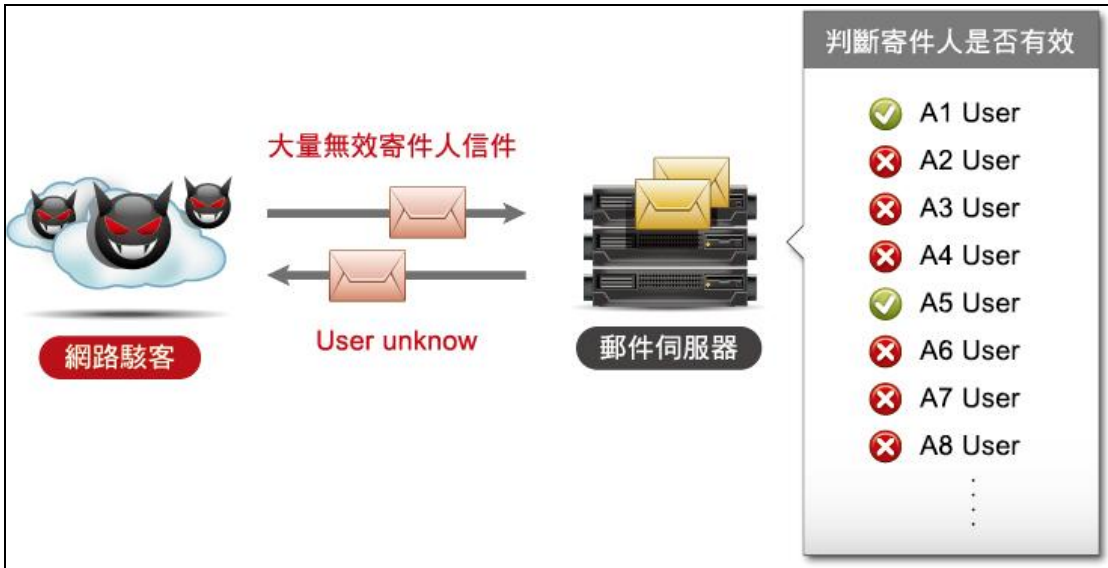 判斷寄件人是否有效
大量無效寄件人信件
User unknow
網路駭客
郵件伺服器
A1 User
A2 User
A3 User
A4 User
A5 User
A6 User
A7 User
A8 User